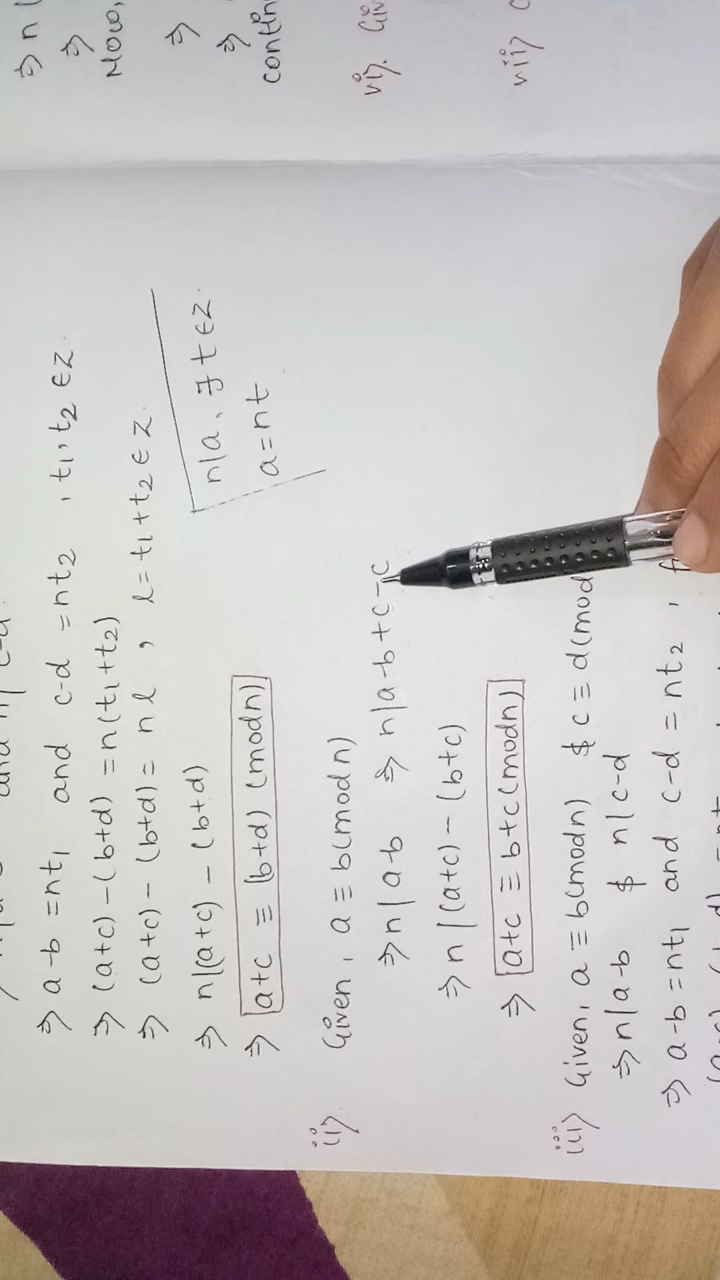 ⇒ a-b = nt₁ and c-d = nt₂ , t₁, t₂ ∈ Z.
⇒ (a+c) - (b+d) = n(t₁+t₂)
⇒ (a+c) - (b+d) = nl , l = t₁+t₂ ∈ Z.
⇒ n|(a+c) - (b+d)
⇒ a+c ≡ (b+d) (mod n)
n|a, ∃ t ∈ Z.
a = nt
ii) Given, a ≡ b(mod n)
⇒ n|a-b ⇒ n|a-b+c-c
⇒ n|(a+c) - (b+c)
⇒ a+c ≡ b+c (mod n)
iii) Given, a ≡ b(mod n) $ c ≡ d(mod
⇒ n|a-b $ n|c-d
⇒ a-b = nt₁ and c-d = nt₂ ,
⇒ n
⇒
Now,
⇒
⇒
contin
vi). Giv
vii)